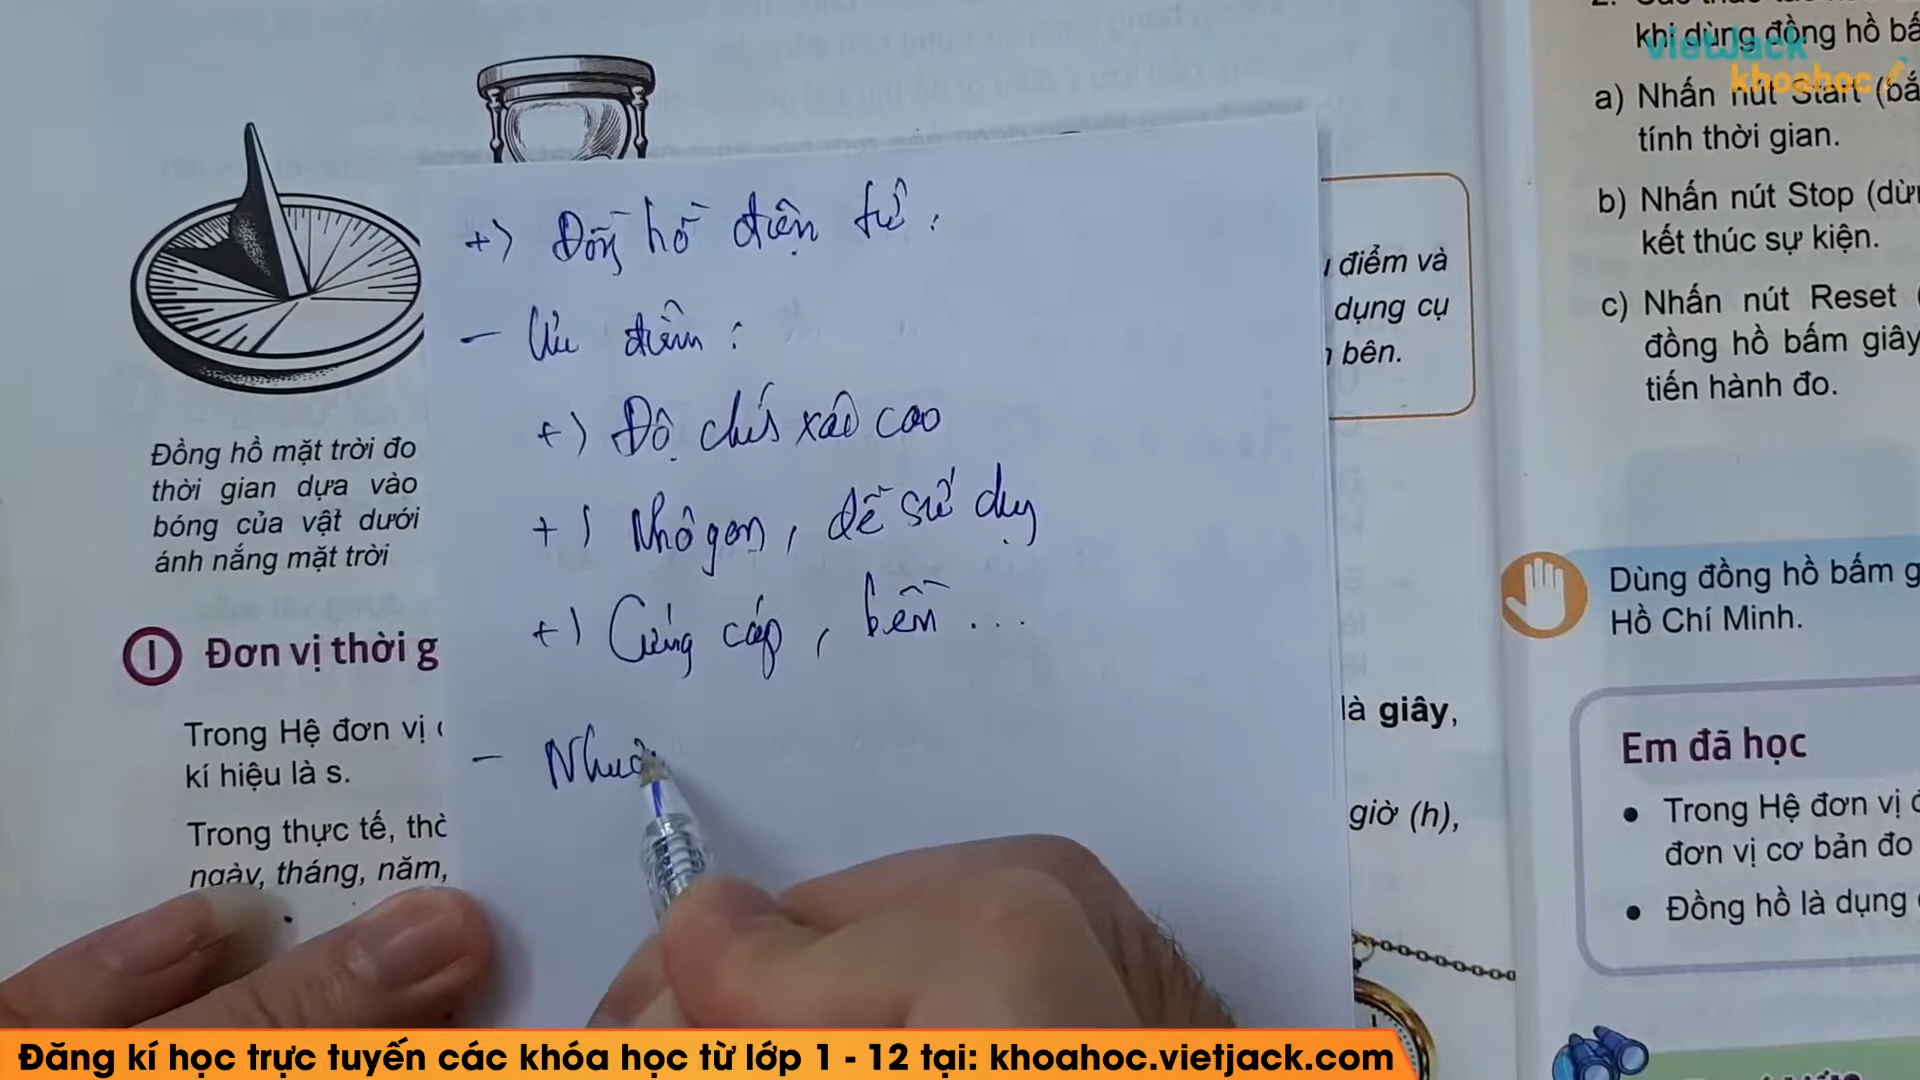 +) Đồng hồ điện tử :
- Ưu điểm :
+) Độ chính xác cao
+) Nhỏ gọn, dễ sử dụng
+) Cứng cáp, bền ...
- Nhượ
Đồng hồ mặt trời đo
thời gian dựa vào
bóng của vật dưới
ánh nắng mặt trời
I Đơn vị thời g
Trong Hệ đơn vị
kí hiệu là s.
Trong thực tế, thờ
ngày, tháng, năm,
điểm và
dụng cụ
bên.
là giây,
giờ (h),
khi dùng đồng hồ bấ
a) Nhấn nút Start (bắ
tính thời gian.
b) Nhấn nút Stop (dừn
kết thúc sự kiện.
c) Nhấn nút Reset (
đồng hồ bấm giây
tiến hành đo.
Dùng đồng hồ bấm g
Hồ Chí Minh.
Em đã học
• Trong Hệ đơn vị đ
đơn vị cơ bản đo
• Đồng hồ là dụng
vietJack
khoahoc
Đăng kí học trực tuyến các khóa học từ lớp 1 - 12 tại: khoahoc.vietjack.com